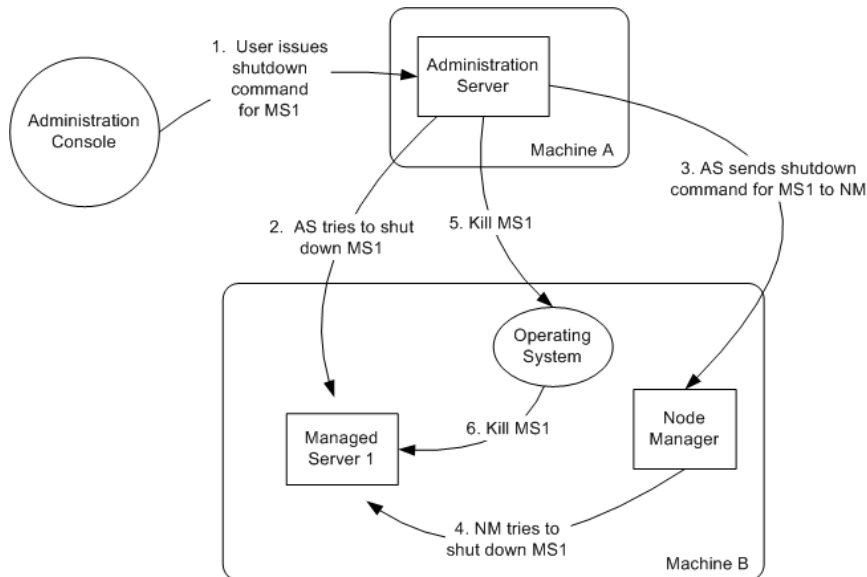 1. User issues
shutdown
command
for MS1
Administration
Console
Administration
Server
Machine A
3. AS sends shutdown
command for MS1 to NM
2. AS tries to shut
down MS1
5. Kill MS1
Operating
System
Managed
Server 1
6. Kill MS1
Node
Manager
4. NM tries to
shut down MS1
Machine B